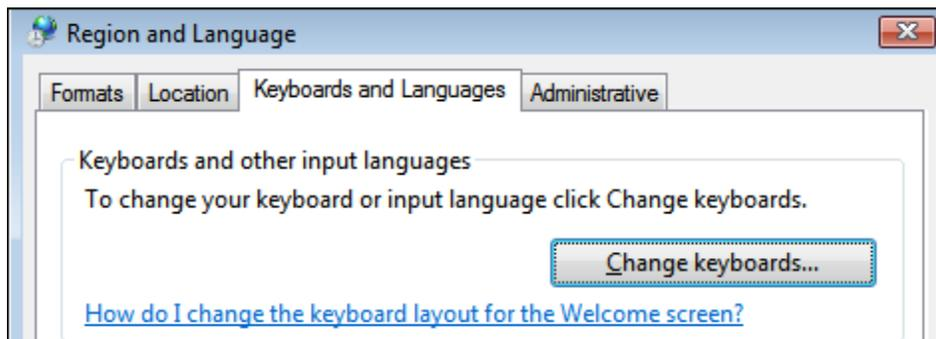 Region and Language
Formats Location Keyboards and Languages Administrative
Keyboards and other input languages
To change your keyboard or input language click Change keyboards.
Change keyboards...
How do I change the keyboard layout for the Welcome screen?